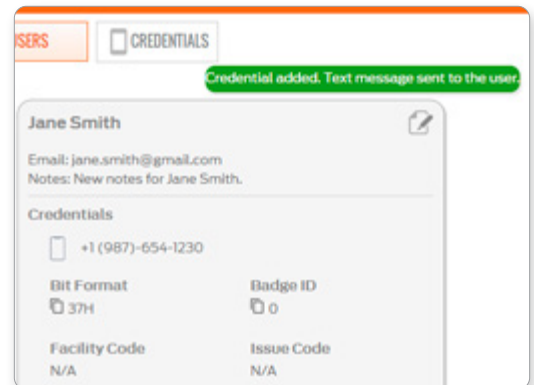 USERS CREDENTIALS
Credential added. Text message sent to the user.
Jane Smith
Email: jane.smith@gmail.com
Notes: New notes for Jane Smith.
Credentials
+1 (987)-654-1230
Bit Format Badge ID
37H 0
Facility Code Issue Code
N/A N/A